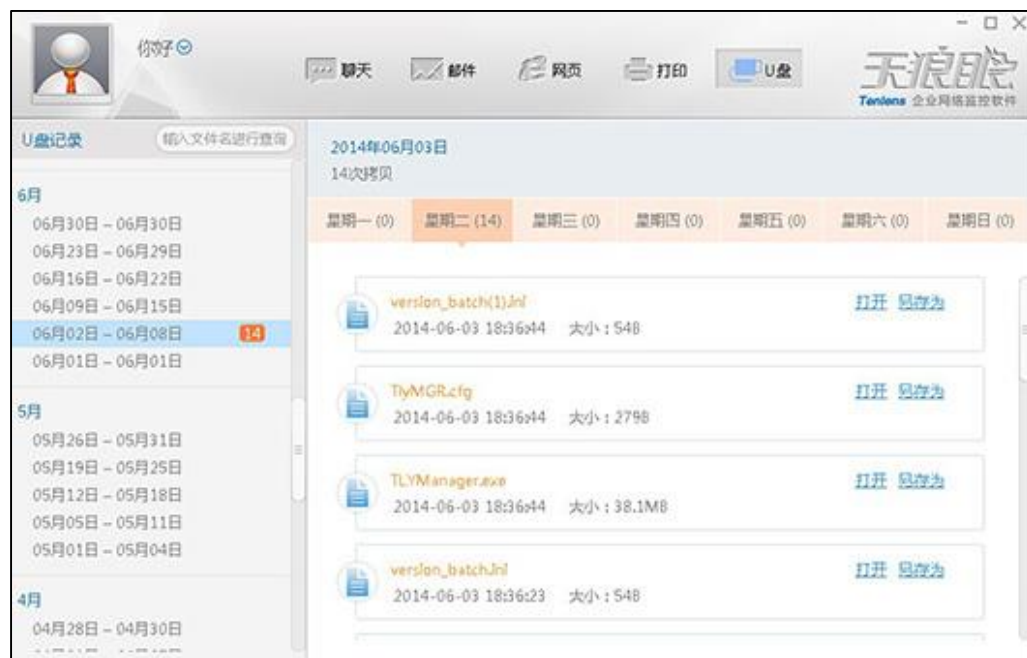 你好
聊天 邮件 网页 打印 U盘
天狼眼
Tenlens 企业网络监控软件
U盘记录 输入文件名进行查询
6月
06月30日 – 06月30日
06月23日 – 06月29日
06月16日 – 06月22日
06月09日 – 06月15日
06月02日 – 06月08日 14
06月01日 – 06月01日
5月
05月26日 – 05月31日
05月19日 – 05月25日
05月12日 – 05月18日
05月05日 – 05月11日
05月01日 – 05月04日
4月
04月28日 – 04月30日
2014年06月03日
14次拷贝
星期一 (0) 星期二 (14) 星期三 (0) 星期四 (0) 星期五 (0) 星期六 (0) 星期日 (0)
version_batch(1).ini 打开 另存为
2014-06-03 18:36:44 大小：54B
TlyMGR.cfg 打开 另存为
2014-06-03 18:36:44 大小：279B
TLYManager.exe 打开 另存为
2014-06-03 18:36:44 大小：38.1MB
version_batch.ini 打开 另存为
2014-06-03 18:36:23 大小：54B